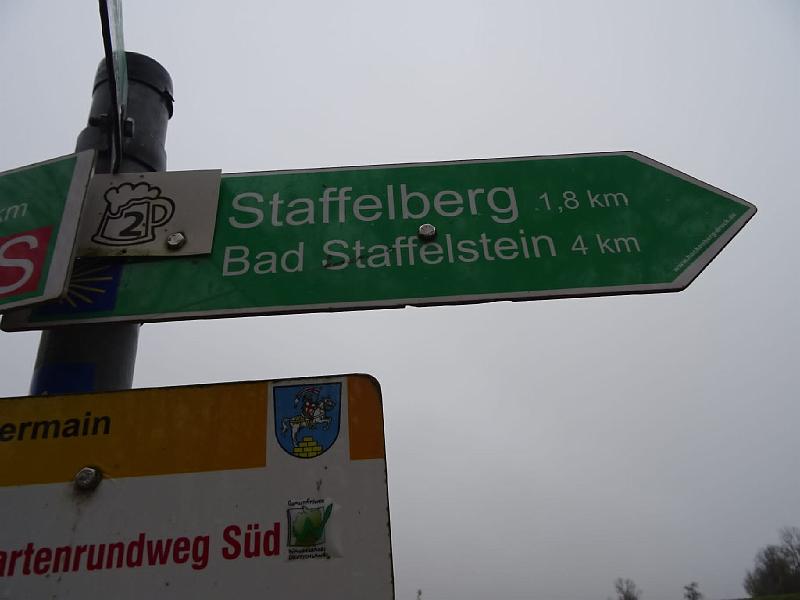 km
S
2
Staffelberg 1,8 km
Bad Staffelstein 4 km
ermain
artenrundweg Süd